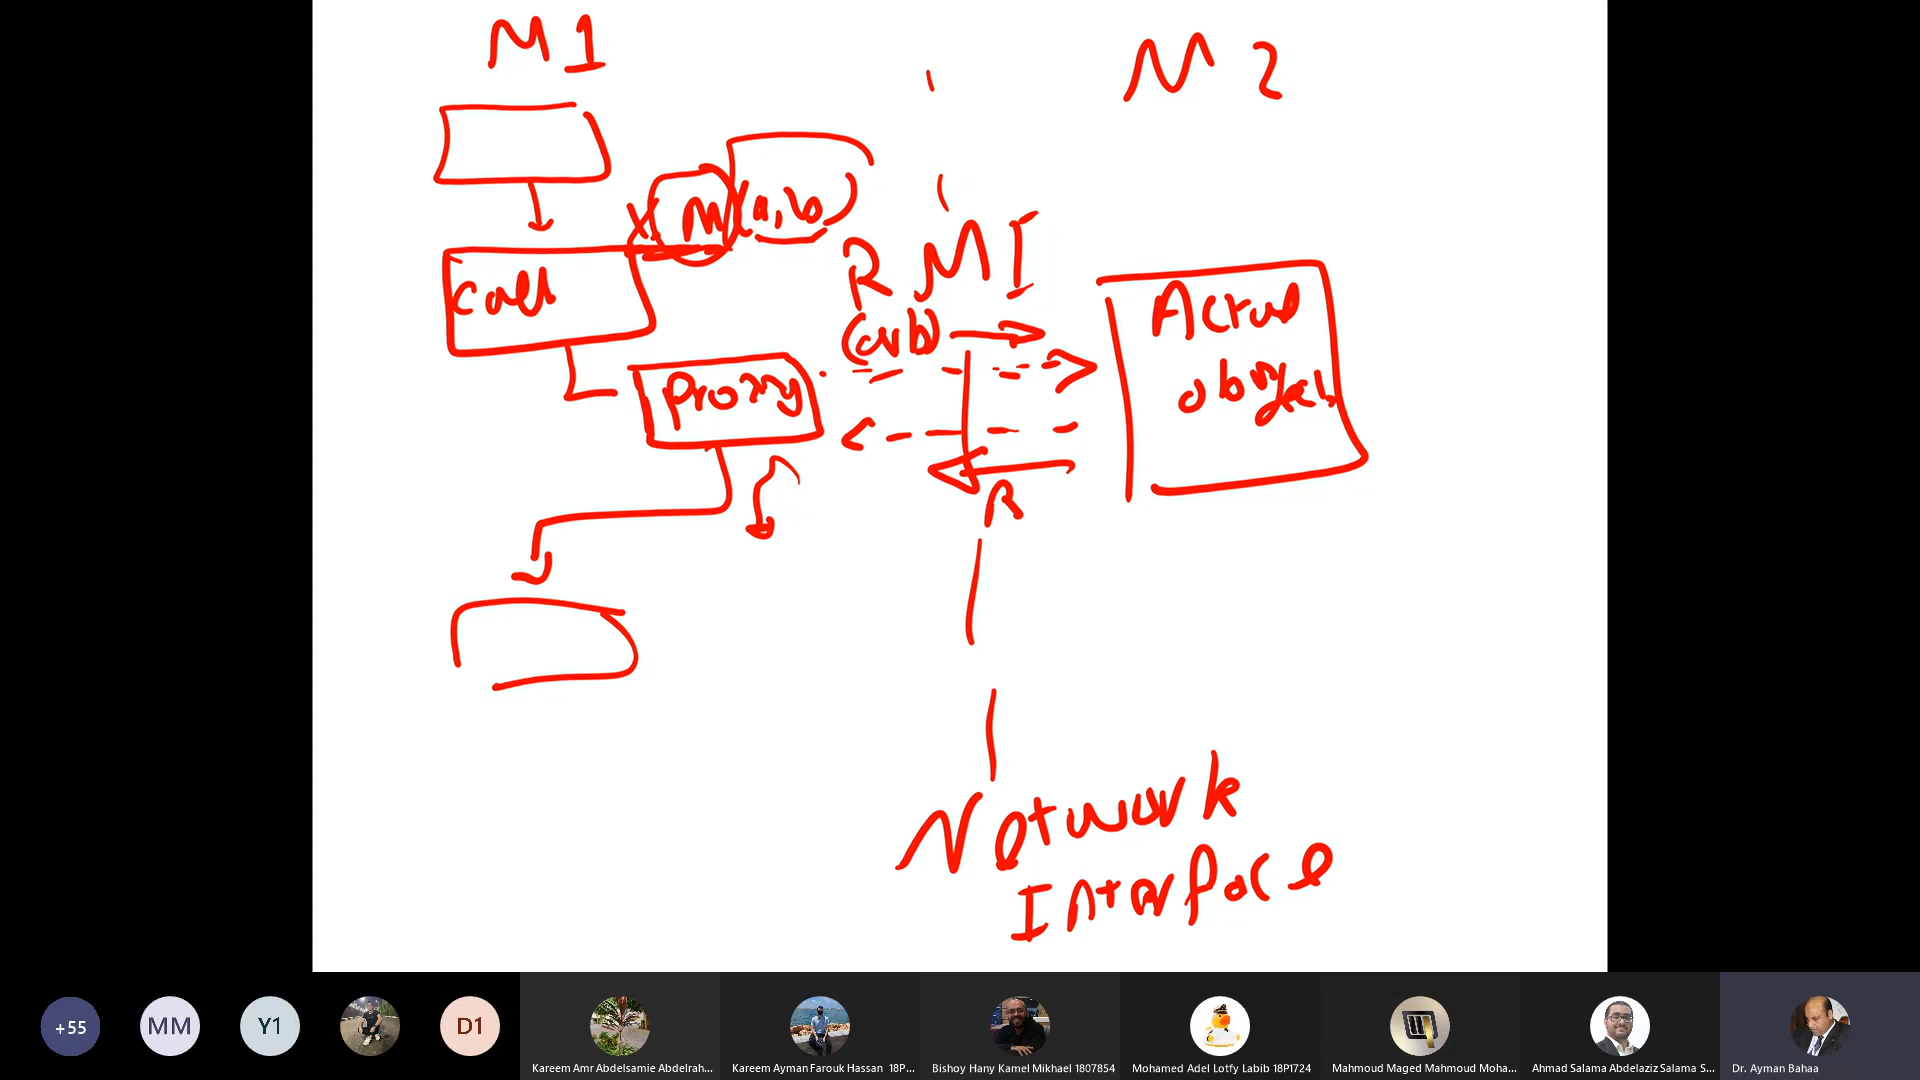 M1
M 2
x m (a,b)
R M I
call
(a,b)
Actual
object
proxy
R
Network
Interface
+55
MM
Y1
D1
Kareem Amr Abdelsamie Abdelrah...
Kareem Ayman Farouk Hassan 18P...
Bishoy Hany Kamel Mikhael 1807854
Mohamed Adel Lotfy Labib 18P1724
Mahmoud Maged Mahmoud Moha...
Ahmad Salama Abdelaziz Salama S...
Dr. Ayman Bahaa